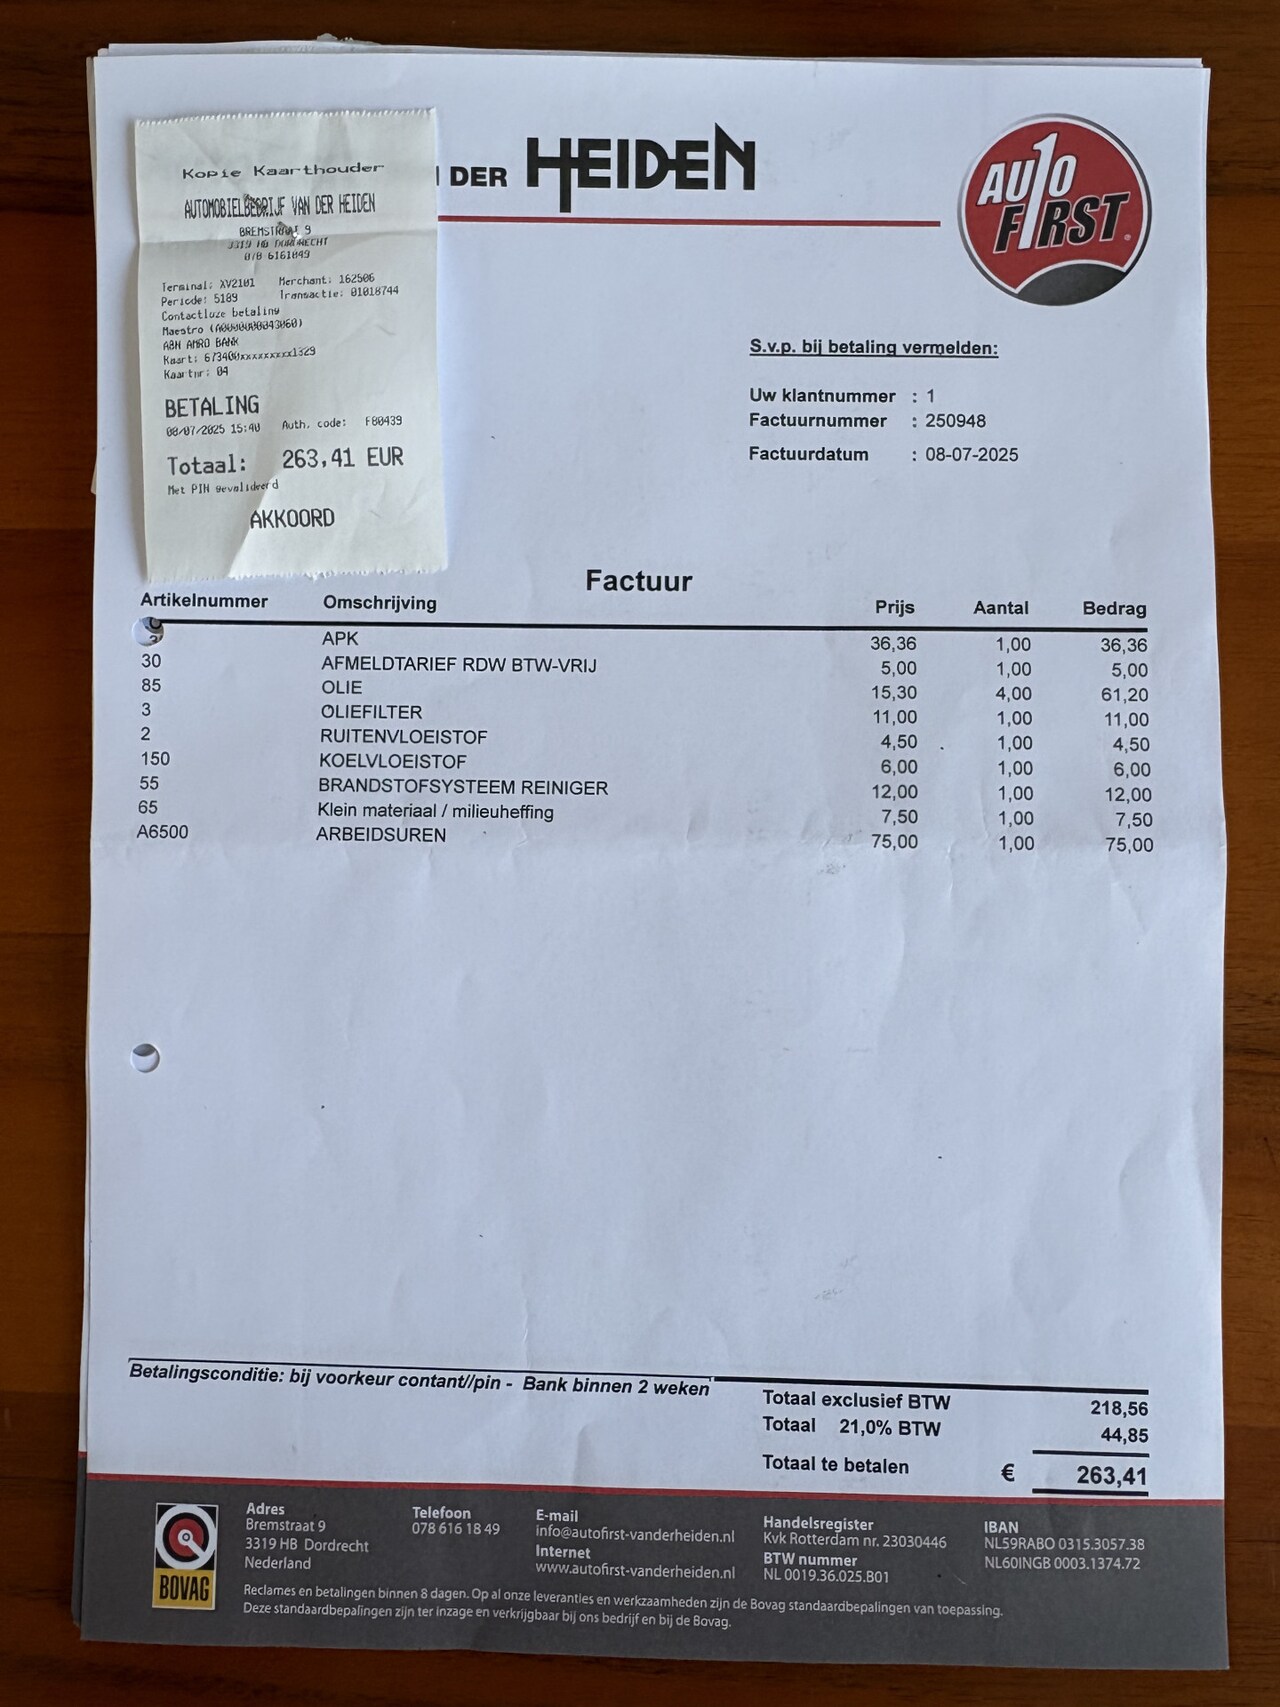 Kopie Kaarthouder
AUTOMOBIELBEDRIJF VAN DER HEIDEN
BREMSTRAAT 9
3319 HB DORDRECHT
078 6161849
Terminal: XV2101 Merchant: 162506
Periode: 5189 Transactie: 01018744
Contactloze betaling
Maestro (A0000000043060)
ABN AMRO BANK
Kaart: 673400xxxxxxxxx1329
Kaartnr: 04
BETALING
08/07/2025 15:40 Auth. code: F80439
Totaal: 263,41 EUR
Met PIN gevalideerd
AKKOORD
DER HEIDEN
AUTO FIRST
S.v.p. bij betaling vermelden:
Uw klantnummer : 1
Factuurnummer : 250948
Factuurdatum : 08-07-2025
Factuur
Artikelnummer Omschrijving Prijs Aantal Bedrag
APK 36,36 1,00 36,36
30 AFMELDTARIEF RDW BTW-VRIJ 5,00 1,00 5,00
85 OLIE 15,30 4,00 61,20
3 OLIEFILTER 11,00 1,00 11,00
2 RUITENVLOEISTOF 4,50 1,00 4,50
150 KOELVLOEISTOF 6,00 1,00 6,00
55 BRANDSTOFSYSTEEM REINIGER 12,00 1,00 12,00
65 Klein materiaal / milieuheffing 7,50 1,00 7,50
A6500 ARBEIDSUREN 75,00 1,00 75,00
Betalingsconditie: bij voorkeur contant//pin - Bank binnen 2 weken
Totaal exclusief BTW 218,56
Totaal 21,0% BTW 44,85
Totaal te betalen € 263,41
BOVAG
Adres
Bremstraat 9
3319 HB Dordrecht
Nederland
Telefoon
078 616 18 49
E-mail
info@autofirst-vanderheiden.nl
Internet
www.autofirst-vanderheiden.nl
Handelsregister
Kvk Rotterdam nr. 23030446
BTW nummer
NL 0019.36.025.B01
IBAN
NL59RABO 0315.3057.38
NL60INGB 0003.1374.72
Reclames en betalingen binnen 8 dagen. Op al onze leveranties en werkzaamheden zijn de Bovag standaardbepalingen van toepassing.
Deze standaardbepalingen zijn ter inzage en verkrijgbaar bij ons bedrijf en bij de Bovag.